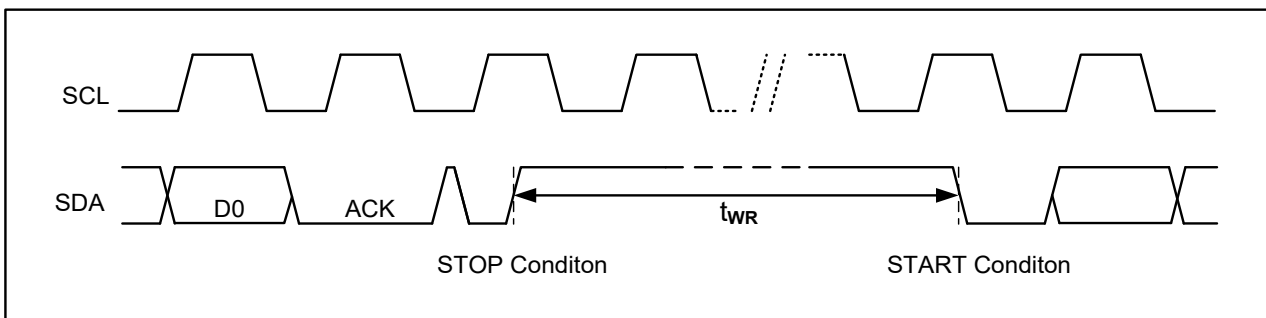 SCL
SDA
D0
ACK
tWR
STOP Conditon
START Conditon